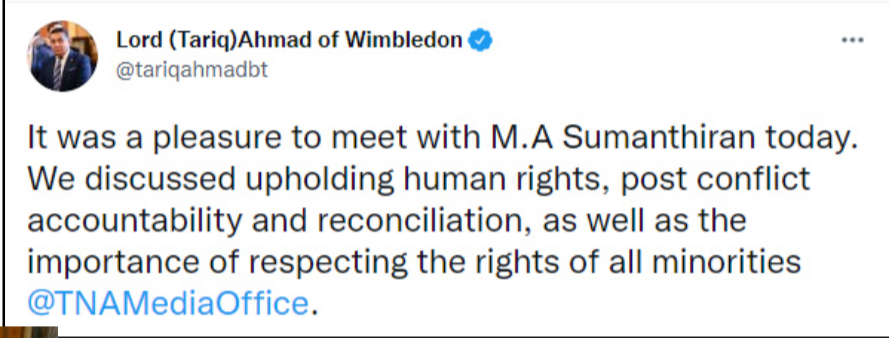 Lord (Tariq)Ahmad of Wimbledon
@tariqahmadbt
It was a pleasure to meet with M.A Sumanthiran today.
We discussed upholding human rights, post conflict
accountability and reconciliation, as well as the
importance of respecting the rights of all minorities
@TNAMediaOffice.